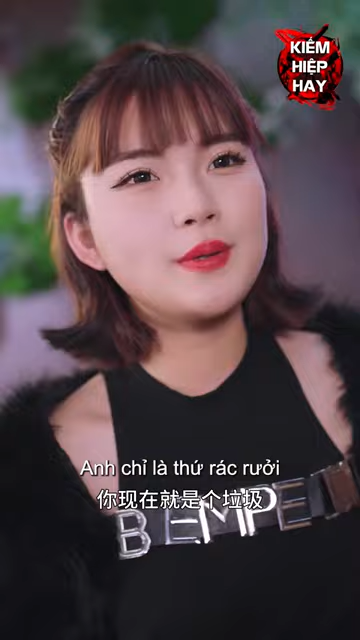 KIẾM
HIỆP
HAY
Anh chỉ là thứ rác rưởi
你现在就是个垃圾
BEMPE